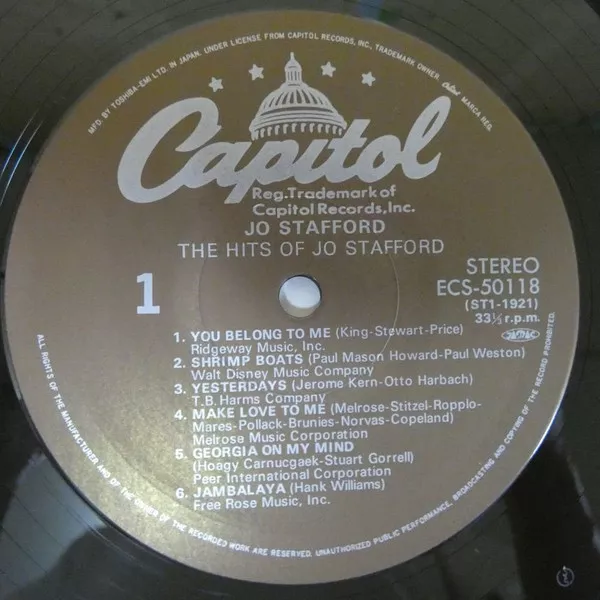 MFD. BY TOSHIBA-EMI LTD. IN JAPAN. UNDER LICENSE FROM CAPITOL RECORDS, INC., TRADEMARK OWNER. Capitol MARCA REG.
Capitol
Reg.Trademark of
Capitol Records,Inc.
JO STAFFORD
THE HITS OF JO STAFFORD
1
STEREO
ECS-50118
(ST1-1921)
33⅓ r.p.m.
JASRAC
1. YOU BELONG TO ME (King-Stewart-Price)
Ridgeway Music, Inc.
2. SHRIMP BOATS (Paul Mason Howard-Paul Weston)
Walt Disney Music Company
3. YESTERDAYS (Jerome Kern-Otto Harbach)
T.B. Harms Company
4. MAKE LOVE TO ME (Melrose-Stitzel-Ropplo-
Mares-Pollack-Brunies-Norvas-Copeland)
Melrose Music Corporation
5. GEORGIA ON MY MIND
(Hoagy Carnucgaek-Stuart Gorrell)
Peer International Corporation
6. JAMBALAYA (Hank Williams)
Free Rose Music, Inc.
ALL RIGHTS OF THE MANUFACTURER AND OF THE OWNER OF THE RECORDED WORK ARE RESERVED. UNAUTHORIZED PUBLIC PERFORMANCE, BROADCASTING AND COPYING OF THE RECORD PROHIBITED.